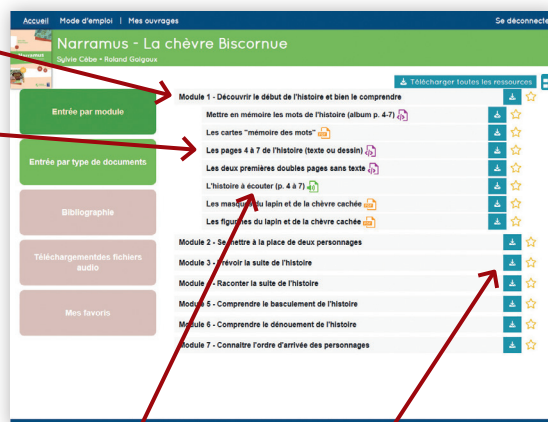 Accueil | Mode d'emploi | Mes ouvrages
Se déconnecte
Narramus - La chèvre Biscornue
Sylvie Cèbe • Roland Goigoux
Télécharger toutes les ressources
Entrée par module
Entrée par type de documents
Bibliographie
Téléchargementdes fichiers
audio
Mes favoris
Module 1 - Découvrir le début de l'histoire et bien le comprendre
Mettre en mémoire les mots de l'histoire (album p. 4-7)
Les cartes "mémoire des mots"
Les pages 4 à 7 de l'histoire (texte ou dessin)
Les deux premières doubles pages sans texte
L'histoire à écouter (p. 4 à 7)
Les masques du lapin et de la chèvre cachée
Les figurines du lapin et de la chèvre cachée
Module 2 - Se mettre à la place de deux personnages
Module 3 - Prévoir la suite de l'histoire
Module 4 - Raconter la suite de l'histoire
Module 5 - Comprendre le basculement de l'histoire
Module 6 - Comprendre le dénouement de l'histoire
Module 7 - Connaitre l'ordre d'arrivée des personnages